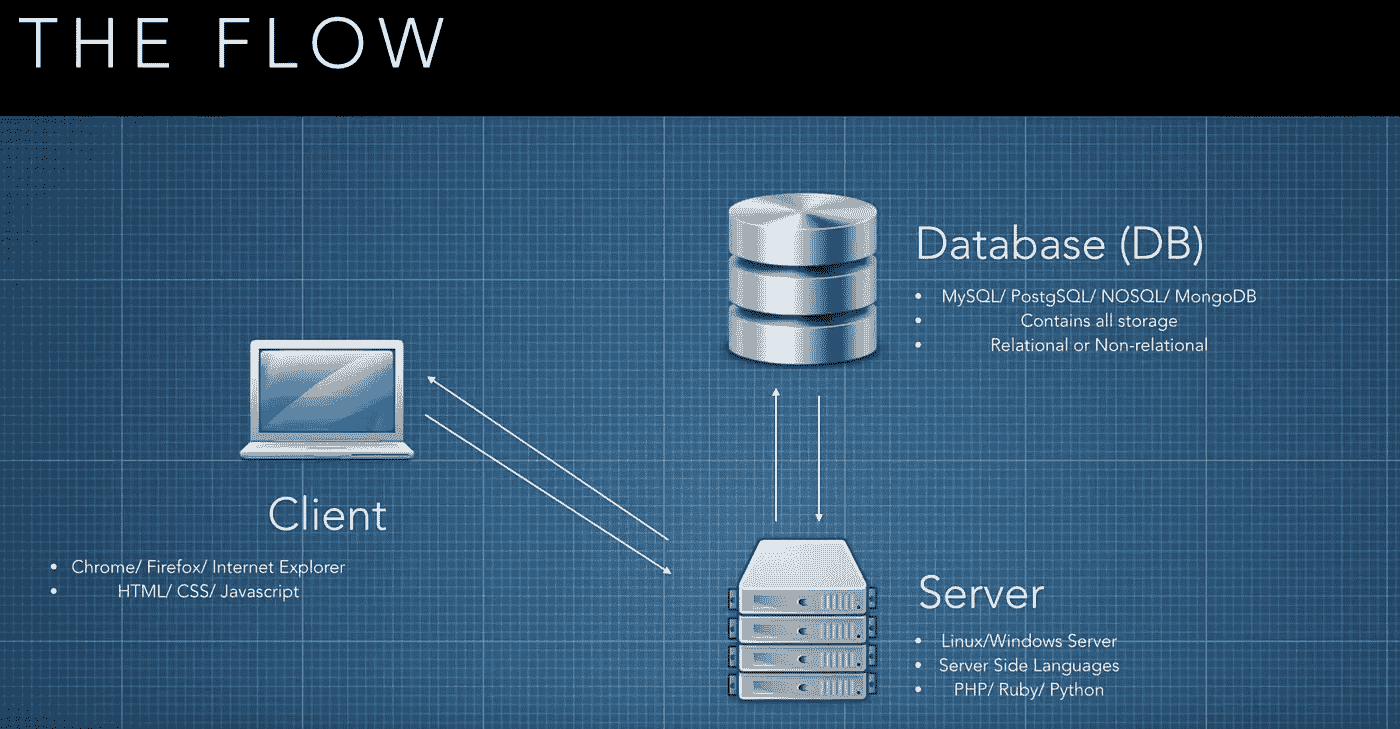 THE FLOW
Database (DB)
• MySQL/ PostgSQL/ NOSQL/ MongoDB
• Contains all storage
• Relational or Non-relational
Client
• Chrome/ Firefox/ Internet Explorer
• HTML/ CSS/ Javascript
Server
• Linux/Windows Server
• Server Side Languages
• PHP/ Ruby/ Python